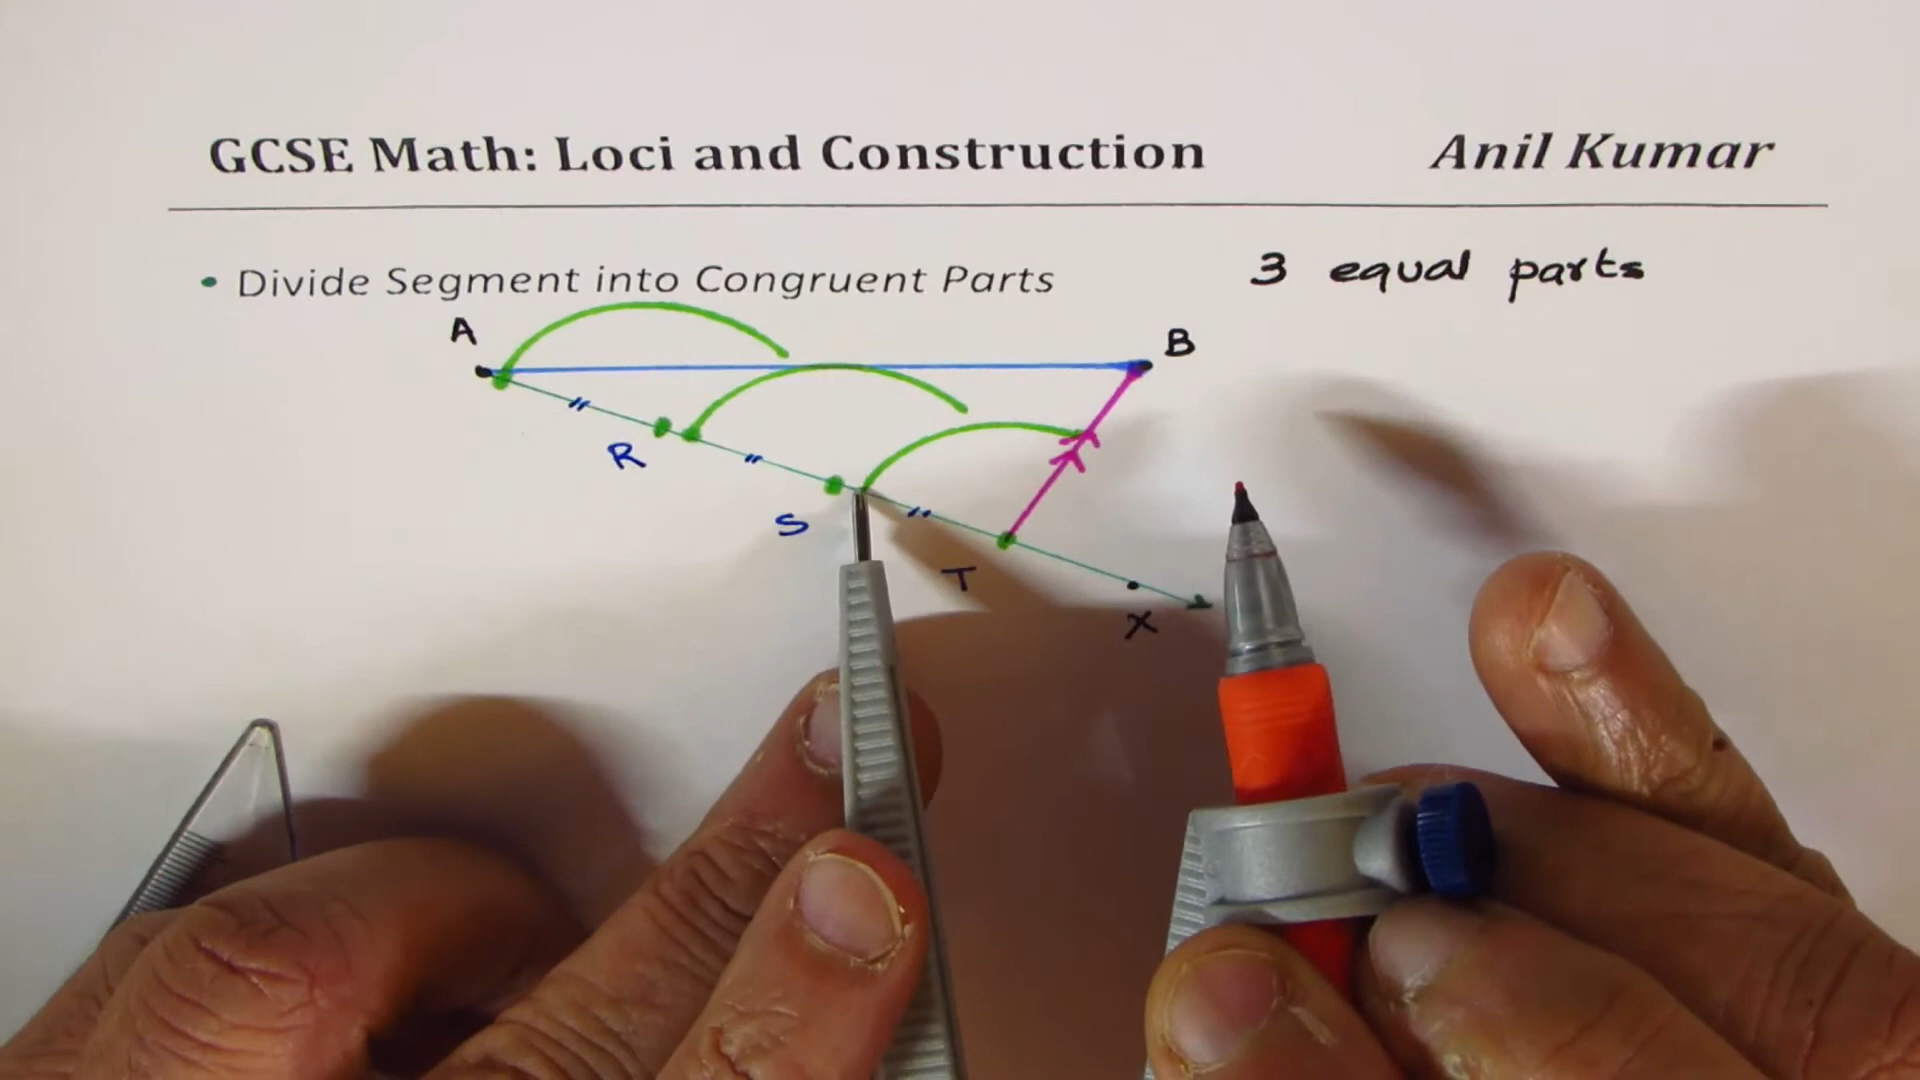 GCSE Math: Loci and Construction Anil Kumar
• Divide Segment into Congruent Parts 3 equal parts
A B
R
S
T
X